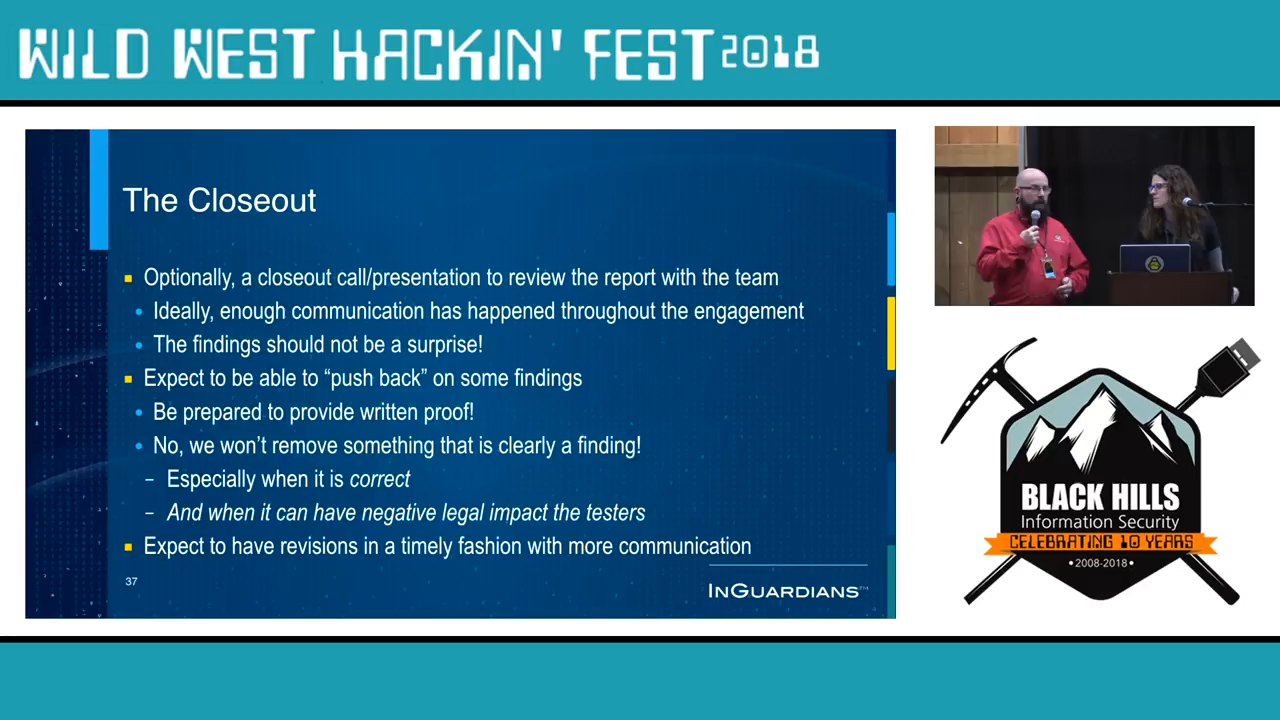 WILD WEST HACKIN' FEST 2018
The Closeout
Optionally, a closeout call/presentation to review the report with the team
Ideally, enough communication has happened throughout the engagement
The findings should not be a surprise!
Expect to be able to “push back” on some findings
Be prepared to provide written proof!
No, we won’t remove something that is clearly a finding!
– Especially when it is correct
– And when it can have negative legal impact the testers
Expect to have revisions in a timely fashion with more communication
37
INGUARDIANS™
BLACK HILLS
Information Security
CELEBRATING 10 YEARS
•2008-2018•